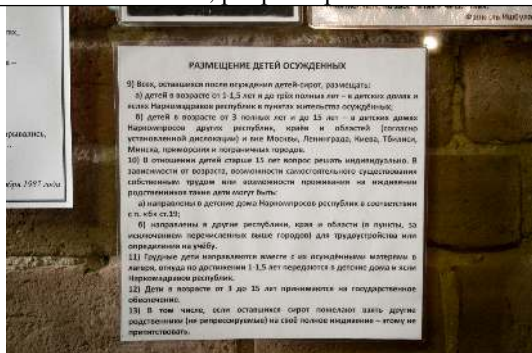 РАЗМЕЩЕНИЕ ДЕТЕЙ ОСУЖДЕННЫХ
9) Всех, оставшихся после осуждения детей-сирот, размещать:
а) детей в возрасте от 1-1,5 лет и до трёх полных лет – в детских домах и
яслях Наркомздравов республик в пунктах жительства осуждённых;
б) детей в возрасте от 3 полных лет и до 15 лет – в детских домах
Наркомпросов других республик, краёв и областей (согласно
установленной дислокации) и вне Москвы, Ленинграда, Киева, Тбилиси,
Минска, приморских и пограничных городов.
10) В отношении детей старше 15 лет вопрос решать индивидуально. В
зависимости от возраста, возможности самостоятельного существования
собственным трудом или возможности проживания на иждивении
родственников такие дети могут быть:
а) направлены в детские дома Наркомпросов республик в соответствии
с п. «б» ст.19;
б) направлены в другие республики, края и области (в пункты, за
исключением перечисленных выше городов) для трудоустройства или
определения на учёбу.
11) Грудные дети направляются вместе с их осуждёнными матерями в
лагеря, откуда по достижении 1-1,5 лет передаются в детские дома и ясли
Наркомздравов республик.
12) Дети в возрасте от 3 до 15 лет принимаются на государственное
обеспечение.
13) В том числе, если оставшихся сирот пожелают взять другие
родственники (не репрессируемые) на своё полное иждивение – этому не
препятствовать.
1987 года